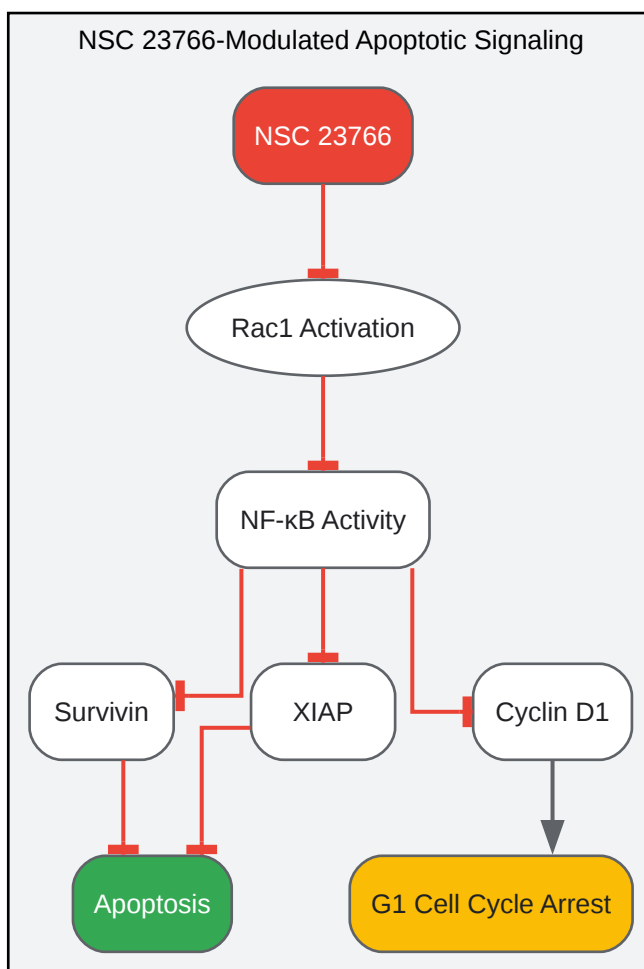 NSC 23766-Modulated Apoptotic Signaling
NSC 23766
Rac1 Activation
NF-κB Activity
Survivin
XIAP
Cyclin D1
Apoptosis
G1 Cell Cycle Arrest